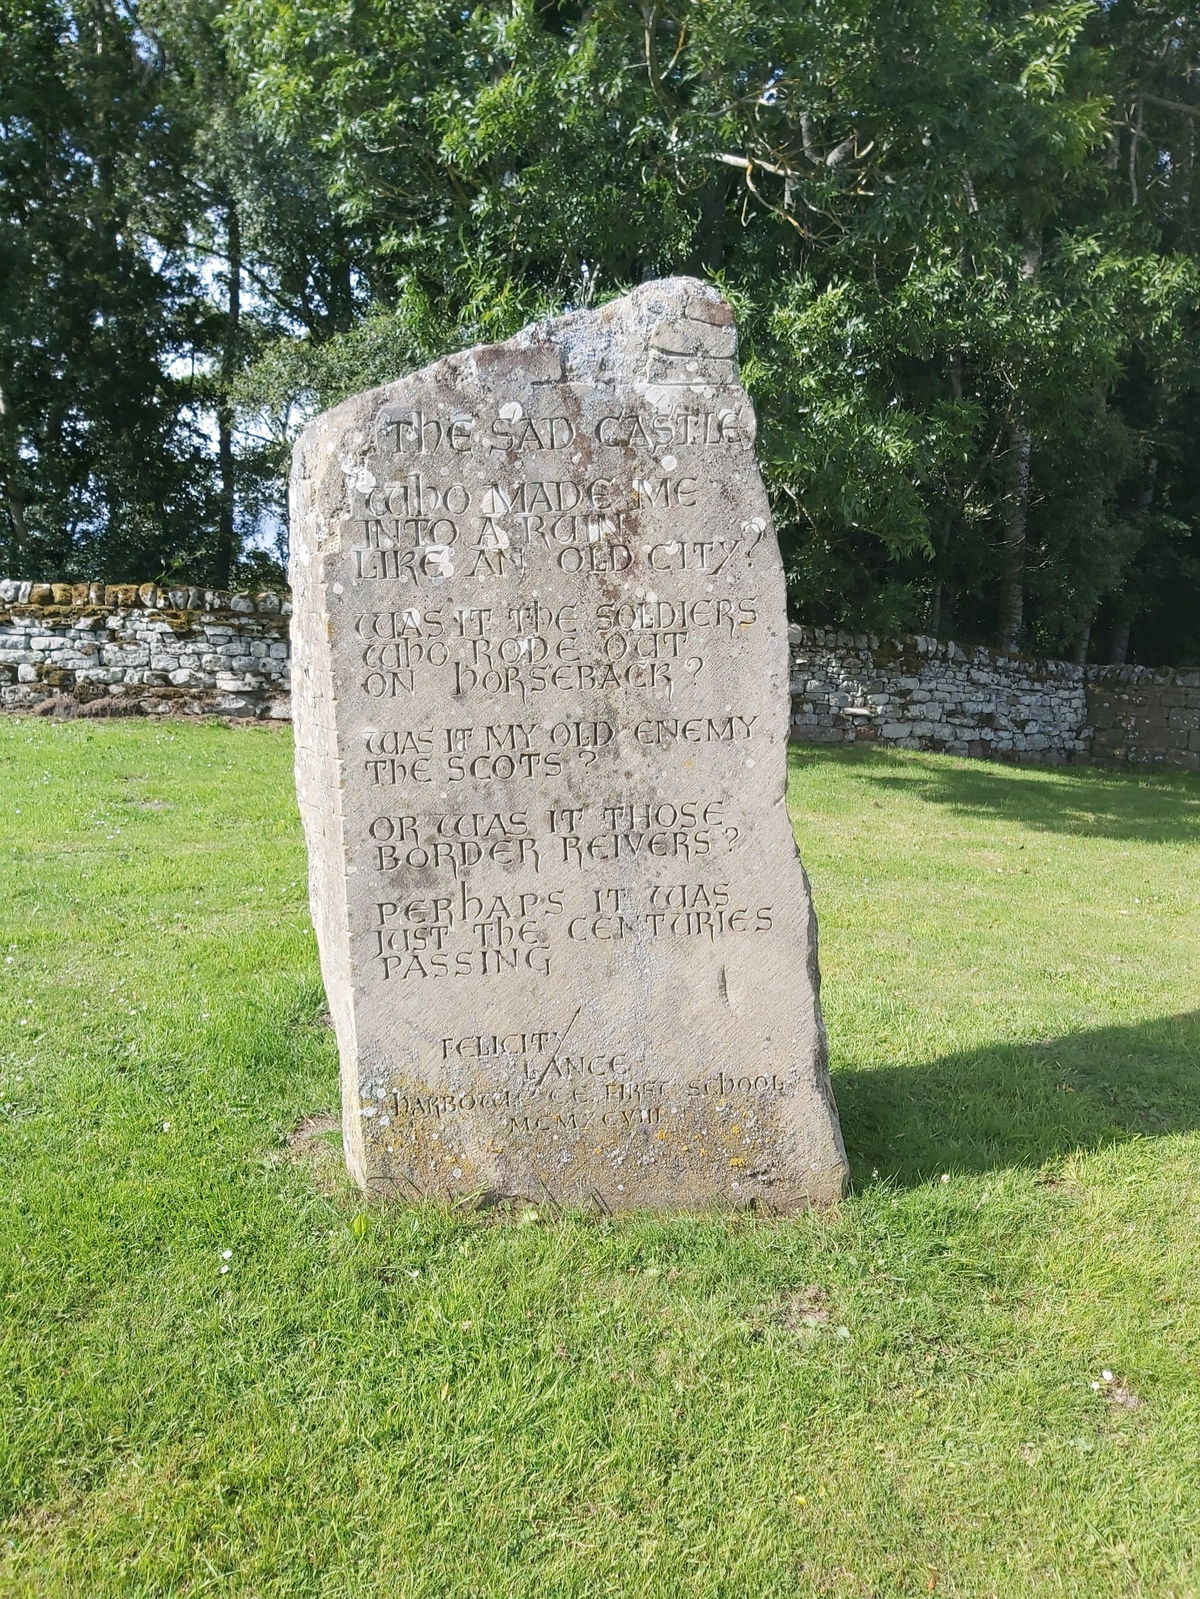 THE SAD CASTLE
WHO MADE ME
INTO A RUIN
LIKE AN OLD CITY?
WAS IT THE SOLDIERS
WHO RODE OUT
ON HORSEBACK?
WAS IT MY OLD ENEMY
THE SCOTS?
OR WAS IT THOSE
BORDER REIVERS?
PERHAPS IT WAS
JUST THE CENTURIES
PASSING
FELICITY
LANCE
HARBOTTLE C.E. FIRST SCHOOL
MCMXCVIII